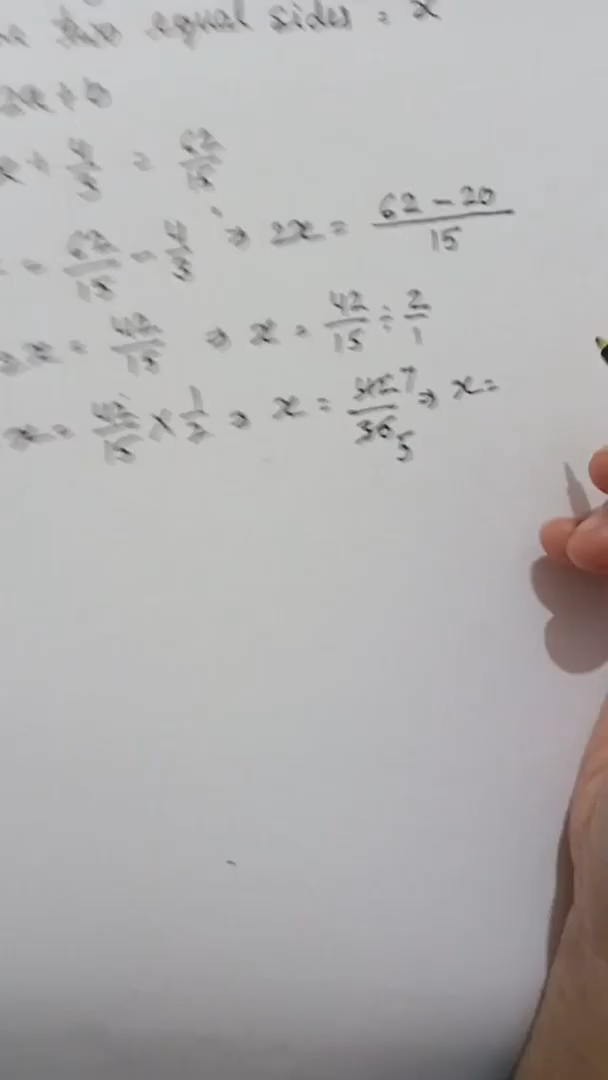 two equal sides = x
2x + b
x + 4/3 = 62/15
= 62/15 - 4/3 ⇒ 2x = 62 - 20/15
2x = 42/15 ⇒ x = 42/15 ÷ 2/1
x = 42/15 × 1/2 ⇒ x = 42 7/30 5 ⇒ x =